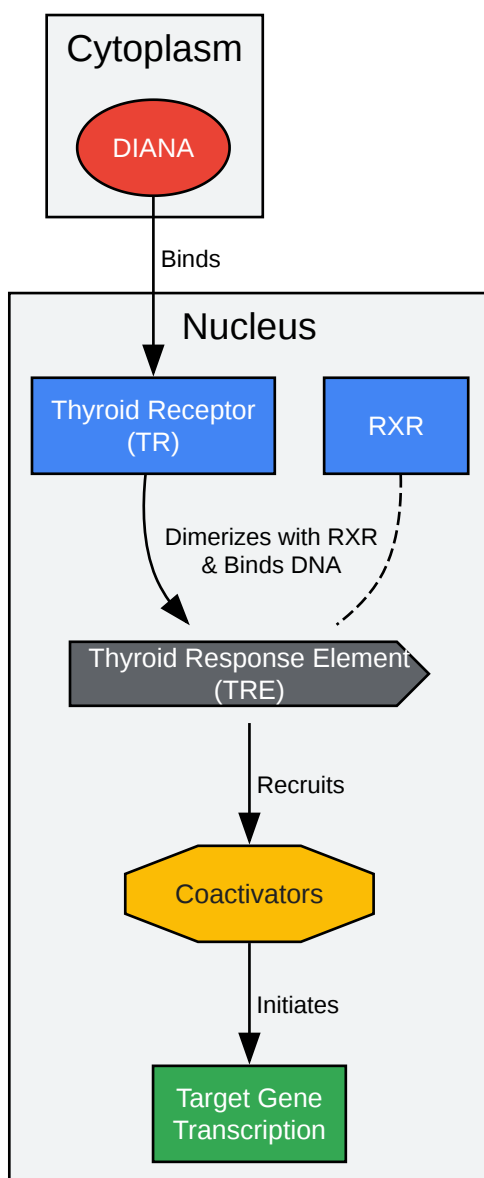 Cytoplasm
DIANA
Binds
Nucleus
Thyroid Receptor
(TR)
RXR
Dimerizes with RXR
& Binds DNA
Thyroid Response Element
(TRE)
Recruits
Coactivators
Initiates
Target Gene
Transcription